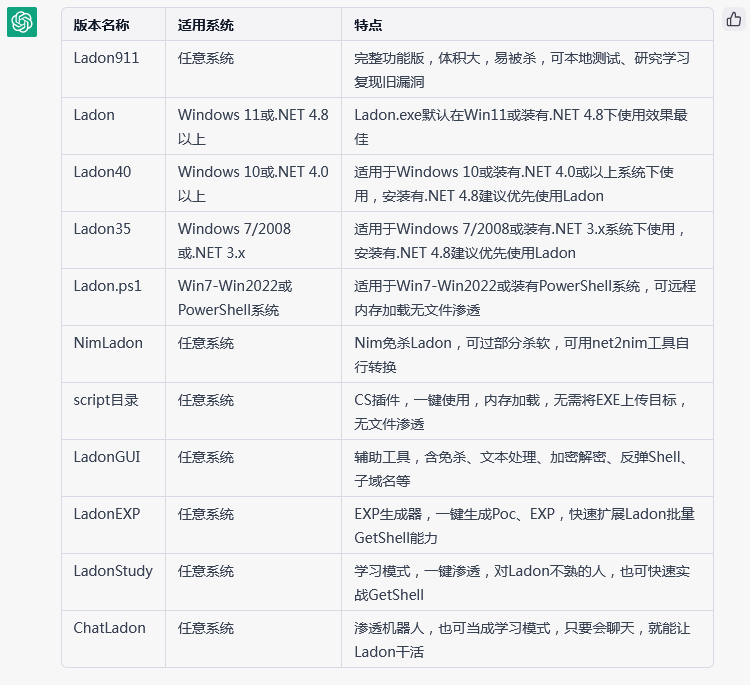 版本名称 适用系统 特点
Ladon911 任意系统 完整功能版，体积大，易被杀，可本地测试、研究学习
复现旧漏洞
Ladon Windows 11或.NET 4.8 Ladon.exe默认在Win11或装有.NET 4.8下使用效果最
以上 佳
Ladon40 Windows 10或.NET 4.0 适用于Windows 10或装有.NET 4.0或以上系统下使
以上 用，安装有.NET 4.8建议优先使用Ladon
Ladon35 Windows 7/2008 适用于Windows 7/2008或装有.NET 3.x系统下使用，
或.NET 3.x 安装有.NET 4.8建议优先使用Ladon
Ladon.ps1 Win7-Win2022或 适用于Win7-Win2022或装有PowerShell系统，可远程
PowerShell系统 内存加载无文件渗透
NimLadon 任意系统 Nim免杀Ladon，可过部分杀软，可用net2nim工具自
行转换
script目录 任意系统 CS插件，一键使用，内存加载，无需将EXE上传目标，
无文件渗透
LadonGUI 任意系统 辅助工具，含免杀、文本处理、加密解密、反弹Shell、
子域名等
LadonEXP 任意系统 EXP生成器，一键生成Poc、EXP，快速扩展Ladon批量
GetShell能力
LadonStudy 任意系统 学习模式，一键渗透，对Ladon不熟的人，也可快速实
战GetShell
ChatLadon 任意系统 渗透机器人，也可当成学习模式，只要会聊天，就能让
Ladon干活